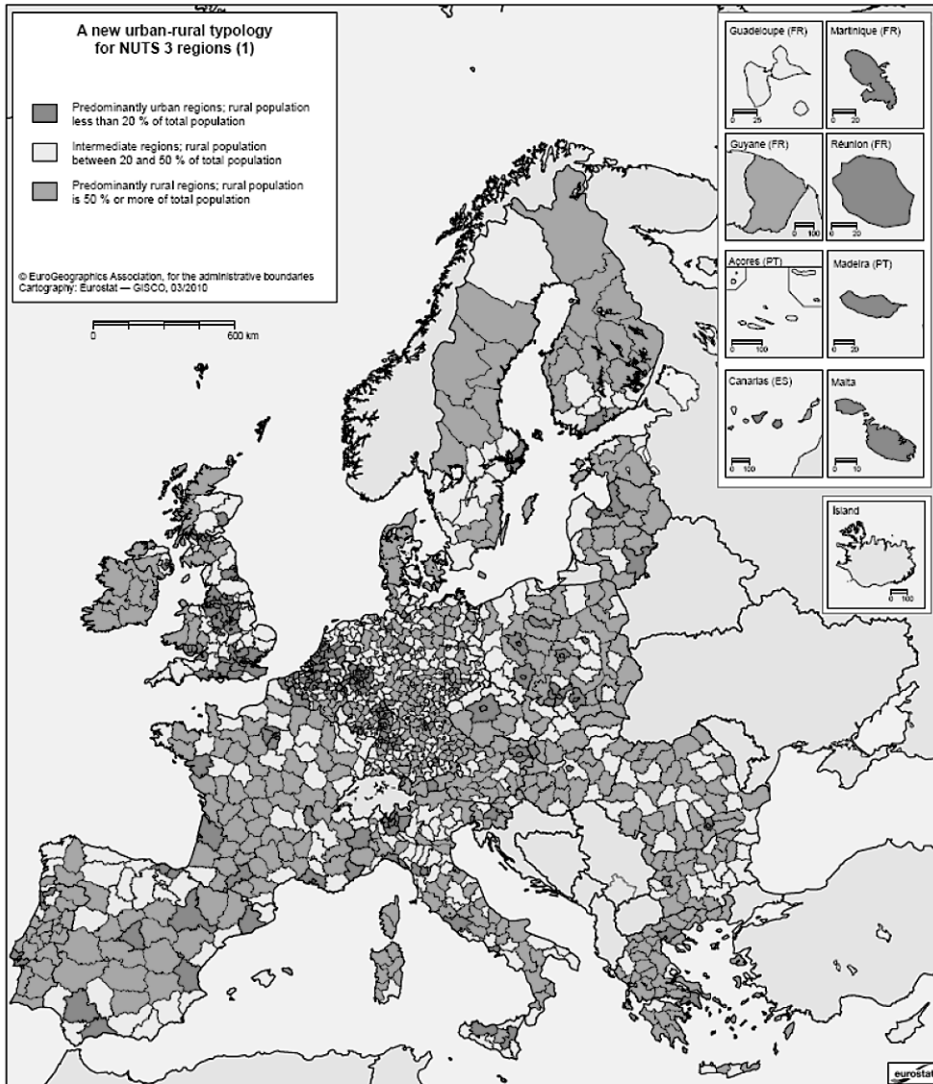 A new urban-rural typology
for NUTS 3 regions (1)
Predominantly urban regions; rural population
less than 20 % of total population
Intermediate regions; rural population
between 20 and 50 % of total population
Predominantly rural regions; rural population
is 50 % or more of total population
© EuroGeographics Association, for the administrative boundaries
Cartography: Eurostat — GISCO, 03/2010
600 km
Guadeloupe (FR)
0 25
Martinique (FR)
0 20
Guyane (FR)
0 100
Réunion (FR)
0 20
Açores (PT)
0 100
Madeira (PT)
0 20
Canarias (ES)
0 100
Malta
0 10
Ísland
0 100
eurostat